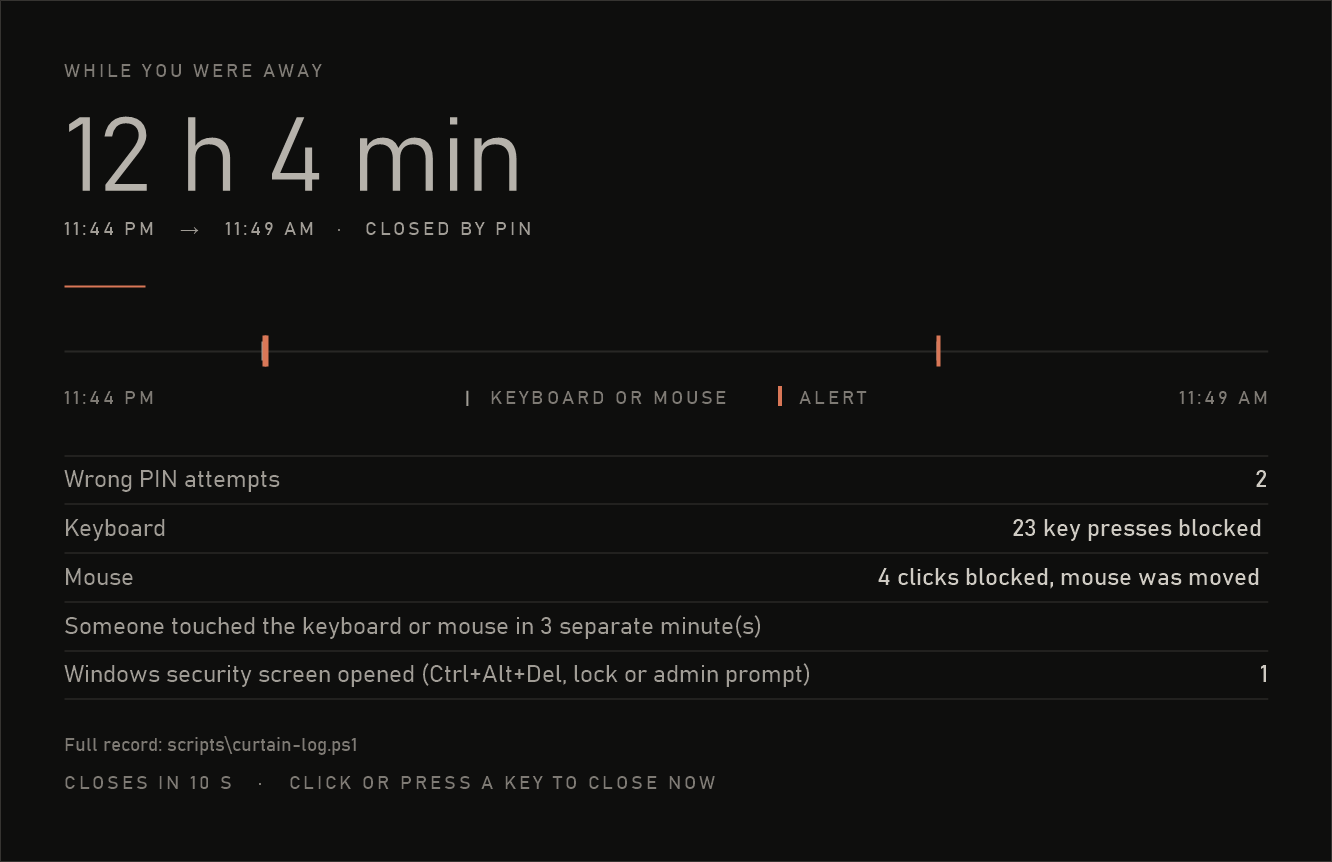 WHILE YOU WERE AWAY
12 h 4 min
11:44 PM → 11:49 AM · CLOSED BY PIN
11:44 PM KEYBOARD OR MOUSE ALERT 11:49 AM
Wrong PIN attempts 2
Keyboard 23 key presses blocked
Mouse 4 clicks blocked, mouse was moved
Someone touched the keyboard or mouse in 3 separate minute(s)
Windows security screen opened (Ctrl+Alt+Del, lock or admin prompt) 1
Full record: scripts\curtain-log.ps1
CLOSES IN 10 S · CLICK OR PRESS A KEY TO CLOSE NOW